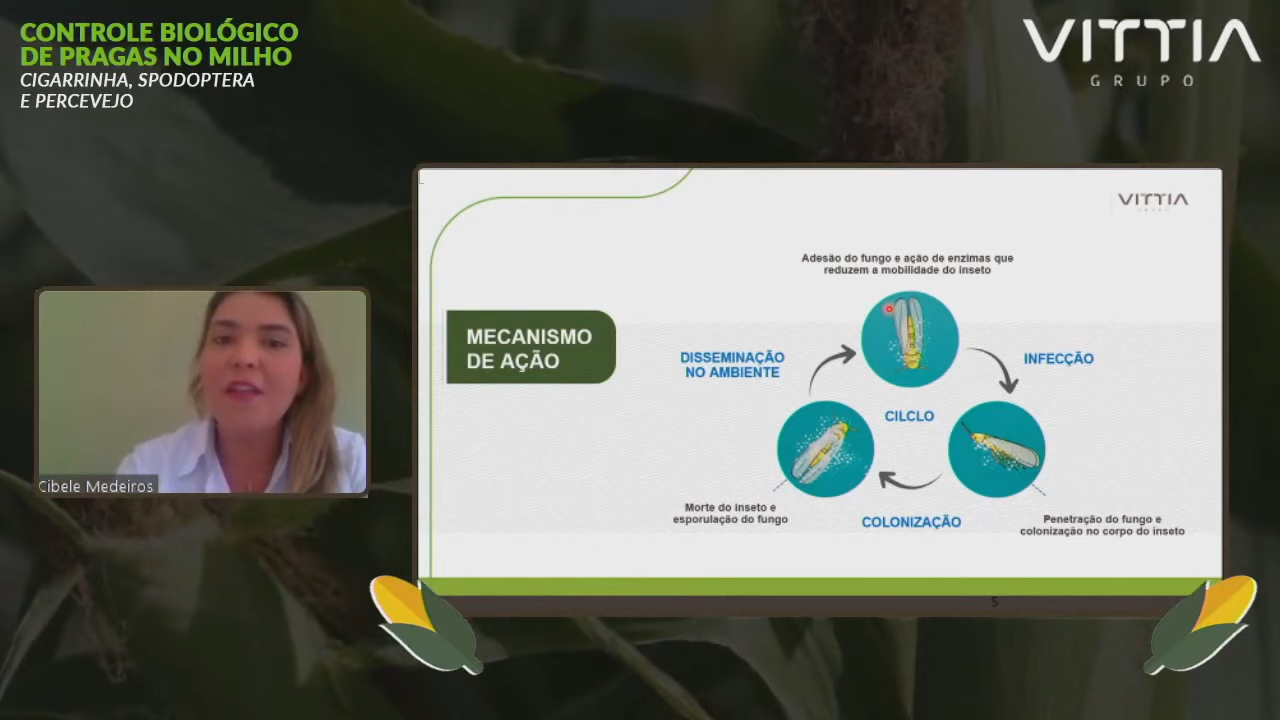 CONTROLE BIOLÓGICO
DE PRAGAS NO MILHO
CIGARRINHA, SPODOPTERA
E PERCEVEJO
VITTIA
GRUPO
VITTIA
Adesão do fungo e ação de enzimas que
reduzem a mobilidade do inseto
MECANISMO
DE AÇÃO
DISSEMINAÇÃO
NO AMBIENTE
INFECÇÃO
CILCLO
Morte do inseto e
esporulação do fungo
COLONIZAÇÃO
Penetração do fungo e
colonização no corpo do inseto
Cibele Medeiros
5